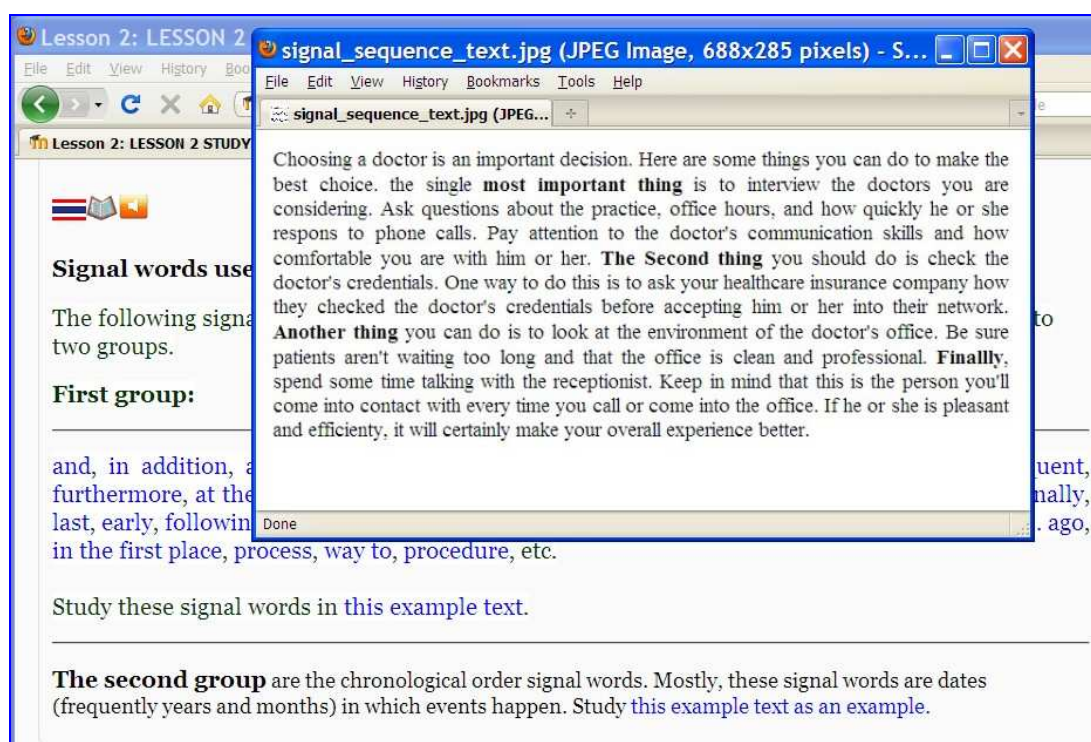 Lesson 2: LESSON 2
File Edit View History Boo
Lesson 2: LESSON 2 STUDY
signal_sequence_text.jpg (JPEG Image, 688x285 pixels) - S...
File Edit View History Bookmarks Tools Help
signal_sequence_text.jpg (JPEG...
Choosing a doctor is an important decision. Here are some things you can do to make the
best choice. the single most important thing is to interview the doctors you are
considering. Ask questions about the practice, office hours, and how quickly he or she
respons to phone calls. Pay attention to the doctor's communication skills and how
comfortable you are with him or her. The Second thing you should do is check the
doctor's credentials. One way to do this is to ask your healthcare insurance company how
they checked the doctor's credentials before accepting him or her into their network.
Another thing you can do is to look at the environment of the doctor's office. Be sure
patients aren't waiting too long and that the office is clean and professional. Finallly,
spend some time talking with the receptionist. Keep in mind that this is the person you'll
come into contact with every time you call or come into the office. If he or she is pleasant
and efficienty, it will certainly make your overall experience better.
Done
Signal words use
The following signa to
two groups.
First group:
and, in addition, a uent,
furthermore, at the nally,
last, early, followin . ago,
in the first place, process, way to, procedure, etc.
Study these signal words in this example text.
The second group are the chronological order signal words. Mostly, these signal words are dates
(frequently years and months) in which events happen. Study this example text as an example.